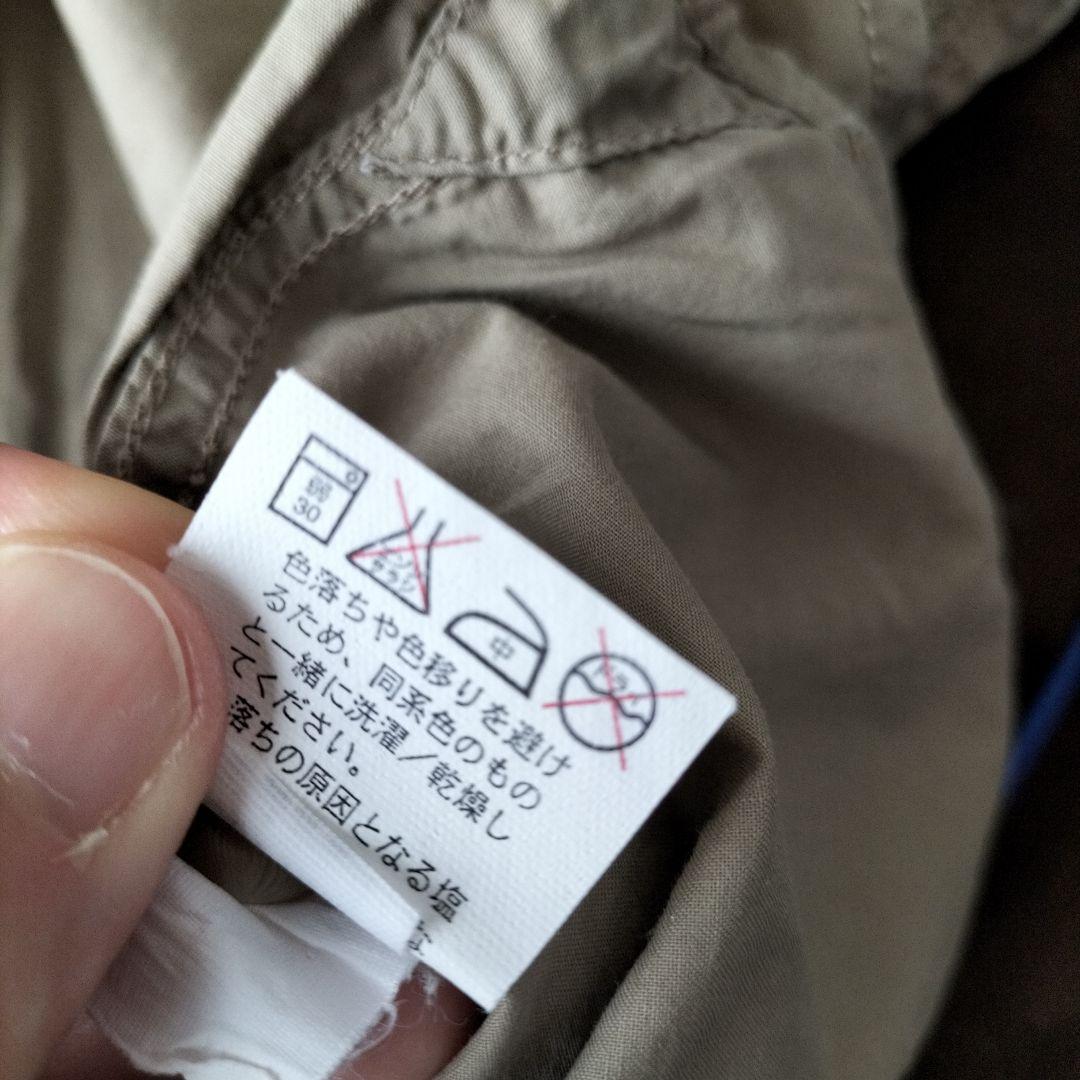 弱
30
エンソ
サラシ
中
ドライ
色落ちや色移りを避け
るため、同系色のもの
と一緒に洗濯/乾燥し
てください。
落ちの原因となる塩
な